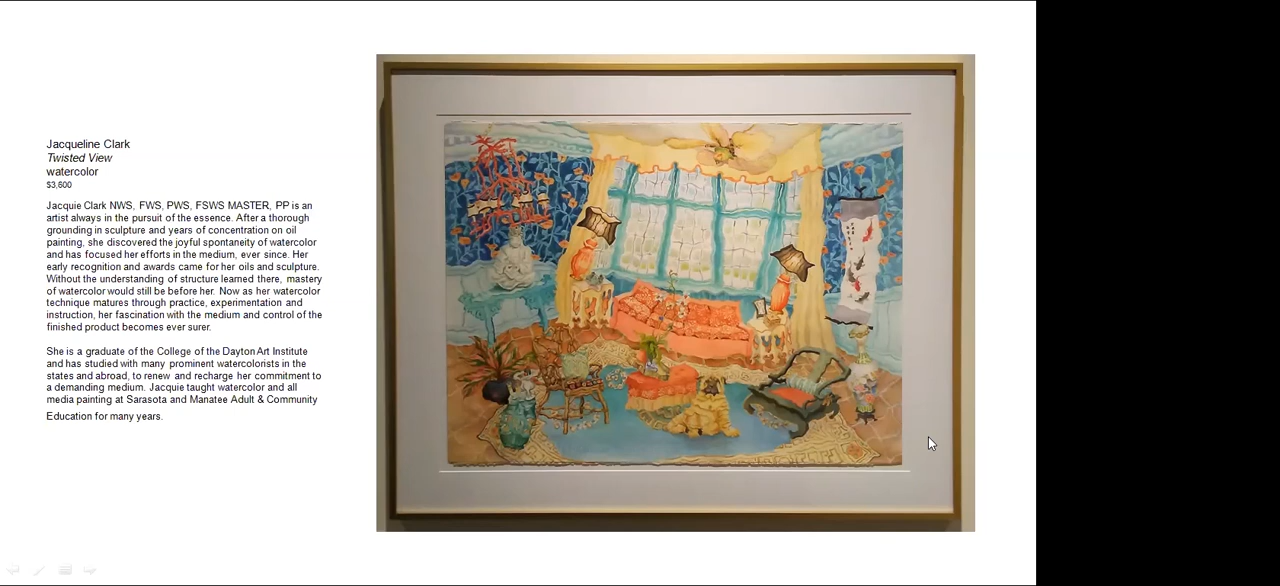 Jacqueline Clark
Twisted View
watercolor
$3,600
Jacquie Clark NWS, FWS, PWS, FSWS MASTER, PP is an
artist always in the pursuit of the essence. After a thorough
grounding in sculpture and years of concentration on oil
painting, she discovered the joyful spontaneity of watercolor
and has focused her efforts in the medium, ever since. Her
early recognition and awards came for her oils and sculpture.
Without the understanding of structure learned there, mastery
of watercolor would still be before her. Now as her watercolor
technique matures through practice, experimentation and
instruction, her fascination with the medium and control of the
finished product becomes ever surer.
She is a graduate of the College of the Dayton Art Institute
and has studied with many prominent watercolorists in the
states and abroad, to renew and recharge her commitment to
a demanding medium. Jacquie taught watercolor and all
media painting at Sarasota and Manatee Adult & Community
Education for many years.